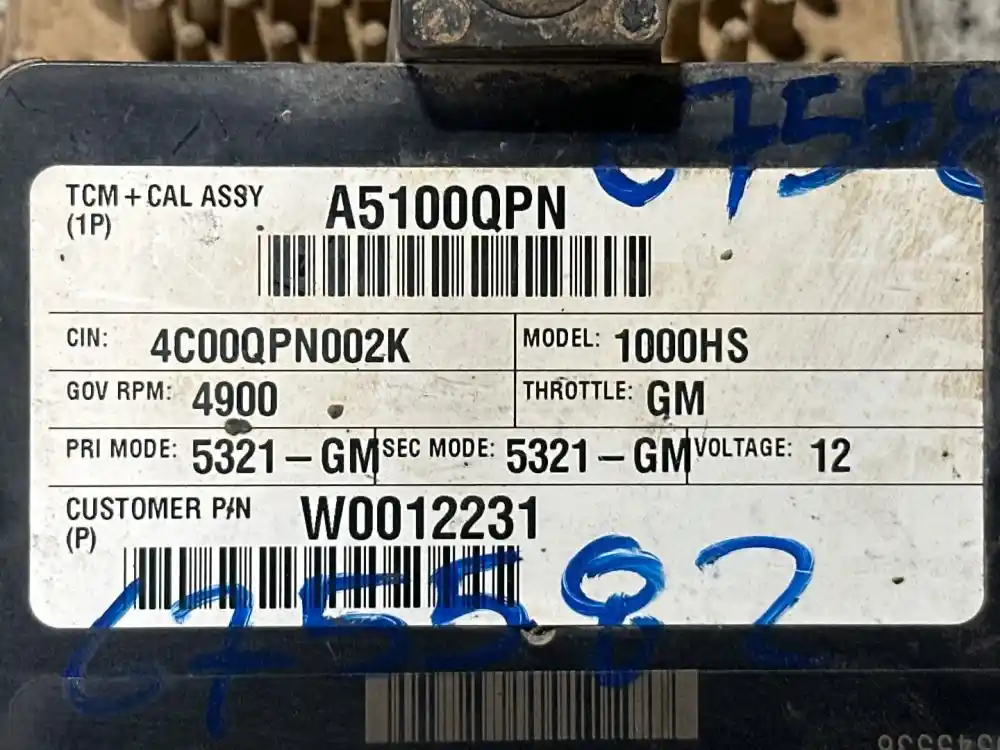 6755
TCM + CAL ASSY A5100QPN
(1P)
CIN: 4C00QPN002K MODEL: 1000HS
GOV RPM: 4900 THROTTLE: GM
PRI MODE: 5321-GM SEC MODE: 5321-GM VOLTAGE: 12
CUSTOMER P/N W0012231
(P)
675582